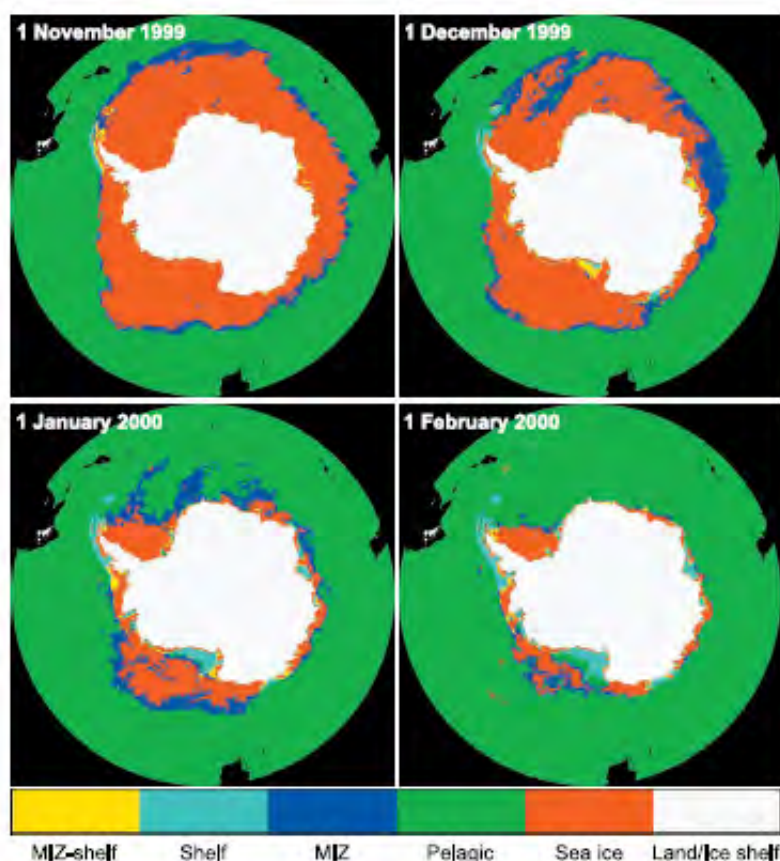 1 November 1999
1 December 1999
1 January 2000
1 February 2000
MIZ-shelf Shelf MIZ Pelagic Sea ice Land/Ice shelf